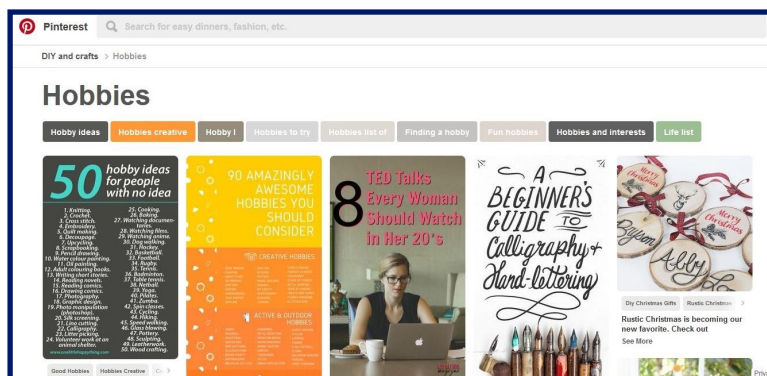 Pinterest
Search for easy dinners, fashion, etc.
DIY and crafts > Hobbies
Hobbies
Hobby ideas
Hobbies creative
Hobby l
Hobbies to try
Hobbies list of
Finding a hobby
Fun hobbies
Hobbies and interests
Life list
50 hobby ideas
for people
with no idea
1. Knitting.
2. Crochet.
3. Cross stitch.
4. Embroidery.
5. Quilt making.
6. Decoupage.
7. Upcycling.
8. Scrapbooking.
9. Pencil drawing.
10. Water colour painting.
11. Oil painting.
12. Adult colouring books.
13. Writing short stories.
14. Reading novels.
15. Reading comics.
16. Drawing comics.
17. Photography.
18. Graphic design.
19. Photo manipulation
(photoshop).
20. Silk screening.
21. Lino cutting.
22. Calligraphy.
23. Litter picking.
24. Volunteer work at an
animal shelter.
25. Cooking.
26. Baking.
27. Watching documen-
taries.
28. Watching films.
29. Watching anime.
30. Dog walking.
31. Hockey.
32. Basketball.
33. Football.
34. Rugby.
35. Tennis.
36. Badminton.
37. Table tennis.
38. Netball.
39. Yoga.
40. Pilates.
41. Zumba.
42. Spin classes.
43. Cycling.
44. Hiking.
45. Speed walking.
46. Glass blowing.
47. Pottery.
48. Sculpting.
49. Leatherwork.
50. Wood crafting.
Good Hobbies
Hobbies Creative
90 AMAZINGLY
AWESOME
HOBBIES YOU
SHOULD
CONSIDER
CREATIVE HOBBIES
ACTIVE & OUTDOOR
HOBBIES
8 TED Talks
Every Woman
Should Watch
in Her 20's
A
BEGINNER'S
GUIDE TO
Calligraphy+
Hand-lettering
Merry
Christmas
Merry
Christmas
Bryson
Abby
Diy Christmas Gifts
Rustic Christmas
Rustic Christmas is becoming our
new favorite. Check out
See More